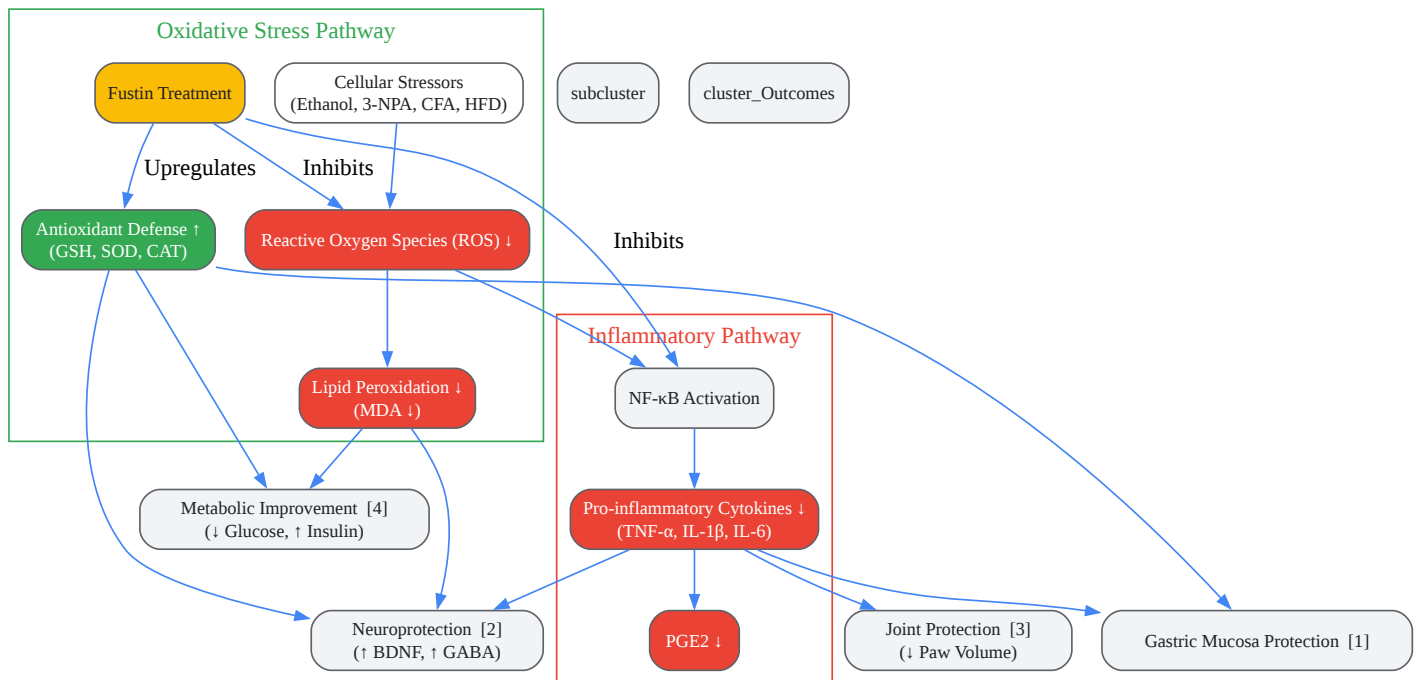 Oxidative Stress Pathway
Fustin Treatment
Cellular Stressors
(Ethanol, 3-NPA, CFA, HFD)
subcluster
cluster_Outcomes
Upregulates
Inhibits
Antioxidant Defense ↑
(GSH, SOD, CAT)
Reactive Oxygen Species (ROS) ↓
Inhibits
Inflammatory Pathway
Lipid Peroxidation ↓
(MDA ↓)
NF-κB Activation
Metabolic Improvement [4]
(↓ Glucose, ↑ Insulin)
Pro-inflammatory Cytokines ↓
(TNF-α, IL-1β, IL-6)
Neuroprotection [2]
(↑ BDNF, ↑ GABA)
PGE2 ↓
Joint Protection [3]
(↓ Paw Volume)
Gastric Mucosa Protection [1]